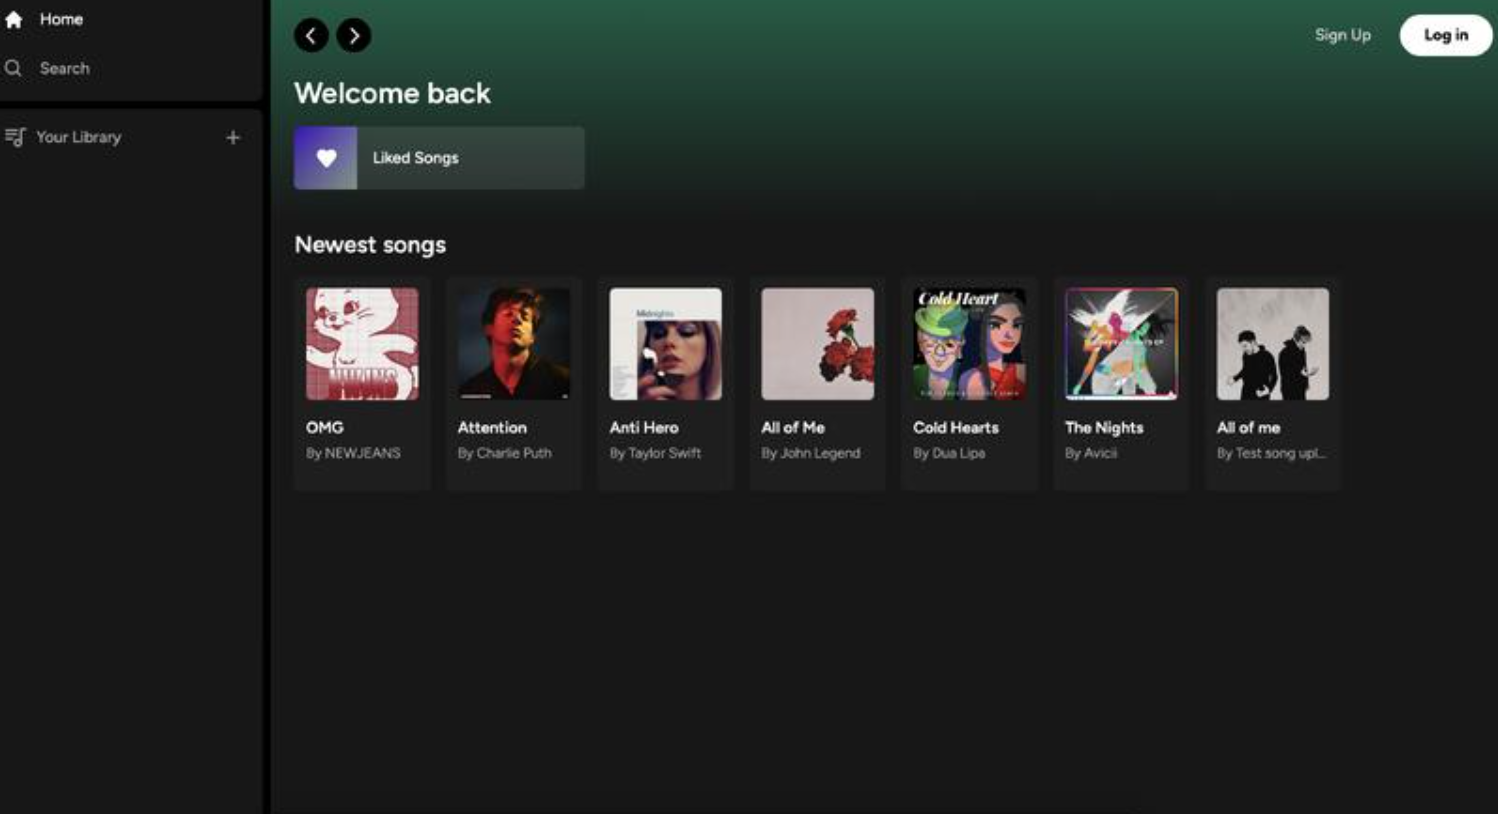 Home
Search
Your Library
Sign Up
Log in
Welcome back
Liked Songs
Newest songs
Midnights
Cold Heart
OMG
By NEWJEANS
Attention
By Charlie Puth
Anti Hero
By Taylor Swift
All of Me
By John Legend
Cold Hearts
By Dua Lipa
The Nights
By Avicii
All of me
By Test song upl...